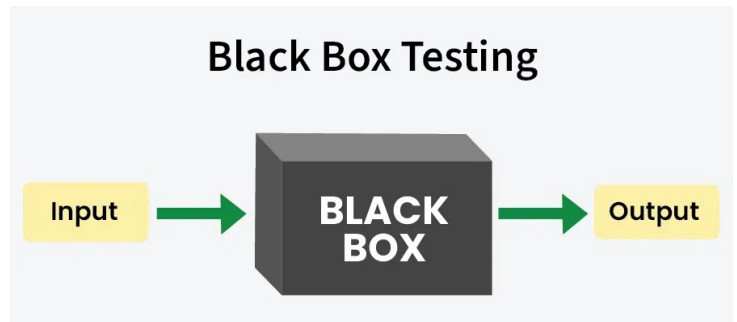 Black Box Testing
Input
BLACK
BOX
Output